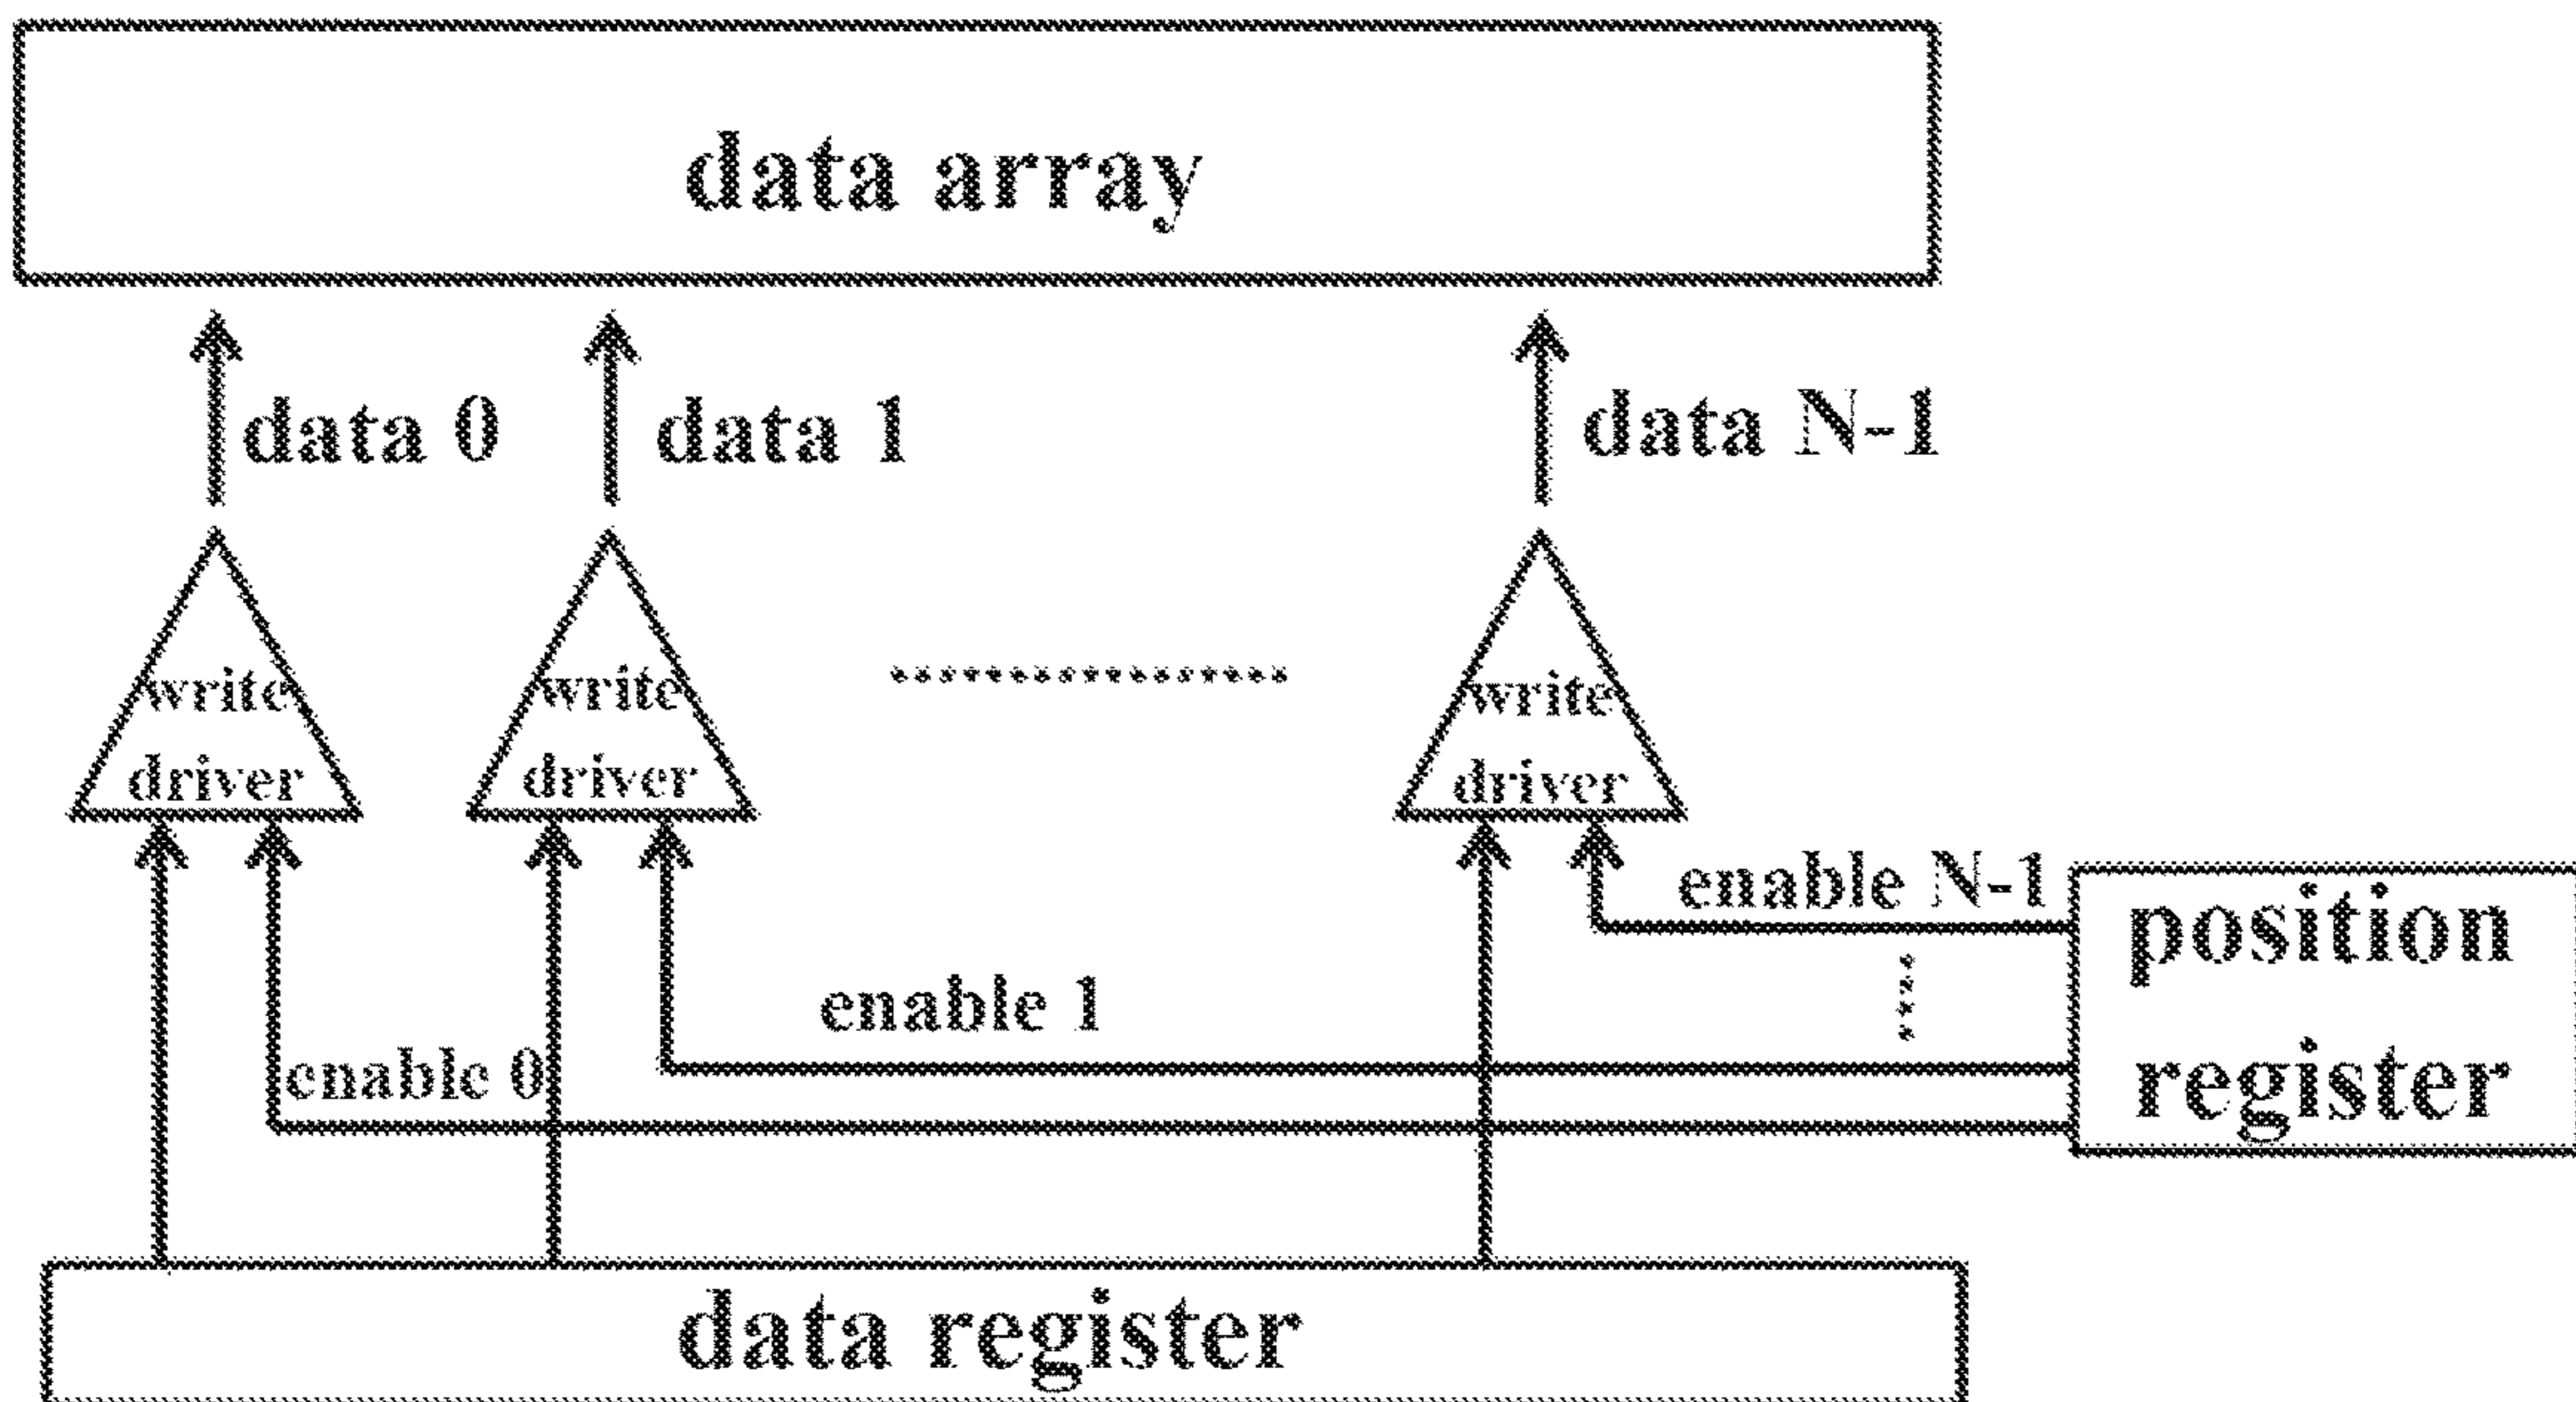 data array
data 0
data 1
data N-1
write
driver
write
driver
write
driver
enable N-1
enable 1
enable 0
position
register
data register